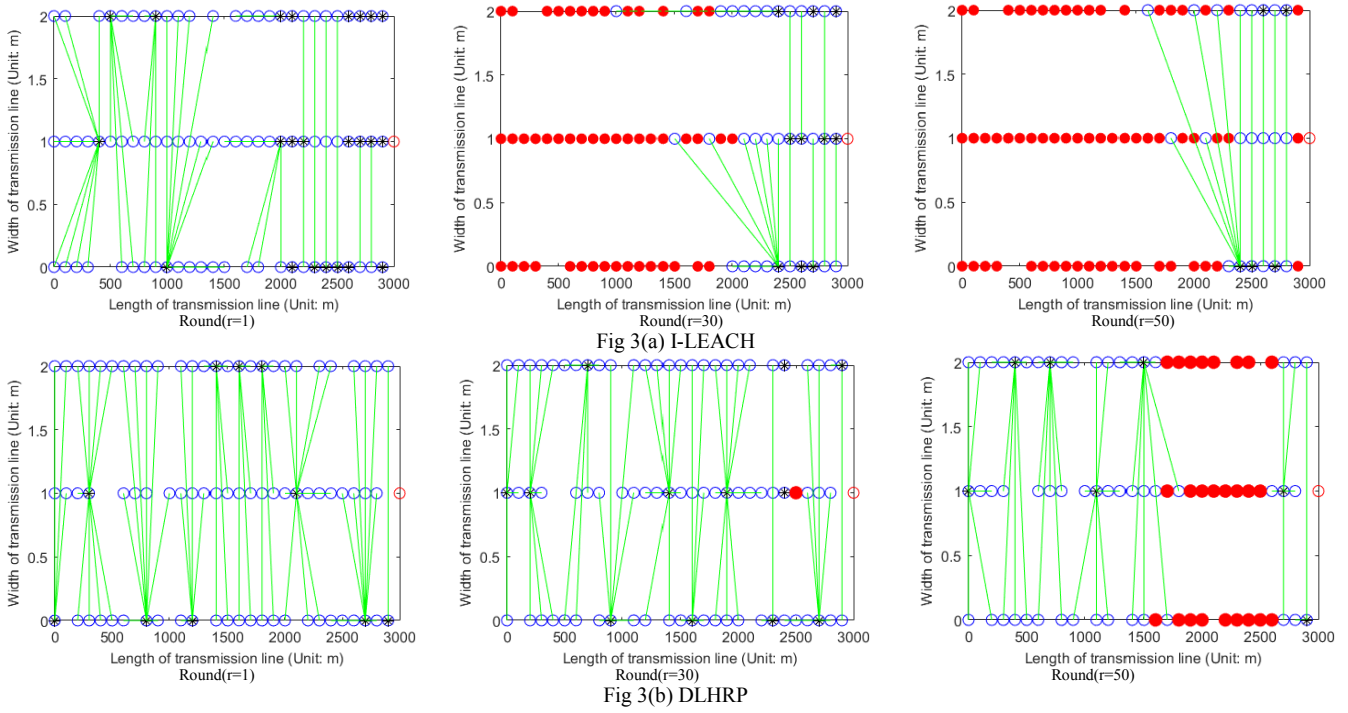 Width of transmission line (Unit: m)
2
1.5
1
0.5
0
0 500 1000 1500 2000 2500 3000
Length of transmission line (Unit: m)
Round(r=1)
Width of transmission line (Unit: m)
2
1.5
1
0.5
0
0 500 1000 1500 2000 2500 3000
Length of transmission line (Unit: m)
Round(r=30)
Width of transmission line (Unit: m)
2
1.5
1
0.5
0
0 500 1000 1500 2000 2500 3000
Length of transmission line (Unit: m)
Round(r=50)
Fig 3(a) I-LEACH
Width of transmission line (Unit: m)
2
1.5
1
0.5
0
0 500 1000 1500 2000 2500 3000
Length of transmission line (Unit: m)
Round(r=1)
Width of transmission line (Unit: m)
2
1.5
1
0.5
0
0 500 1000 1500 2000 2500 3000
Length of transmission line (Unit: m)
Round(r=30)
Width of transmission line (Unit: m)
2
1.5
1
0.5
0
0 500 1000 1500 2000 2500 3000
Length of transmission line (Unit: m)
Round(r=50)
Fig 3(b) DLHRP